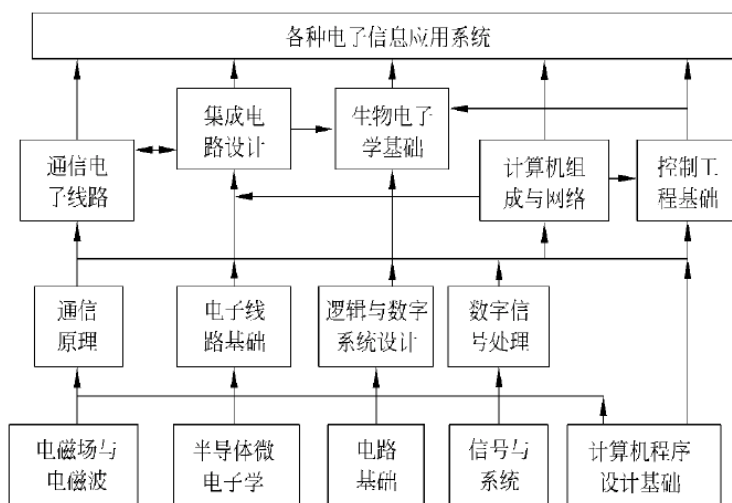 各种电子信息应用系统
集成电
路设计
生物电子
学基础
通信电
子线路
计算机组
成与网络
控制工
程基础
通信
原理
电子线
路基础
逻辑与数字
系统设计
数字信
号处理
电磁场与
电磁波
半导体微
电子学
电路
基础
信号与
系统
计算机程序
设计基础